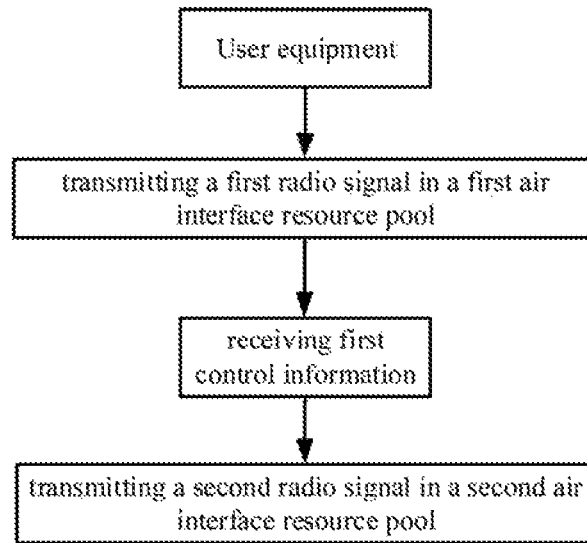 User equipment
transmitting a first radio signal in a first air
interface resource pool
receiving first
control information
transmitting a second radio signal in a second air
interface resource pool